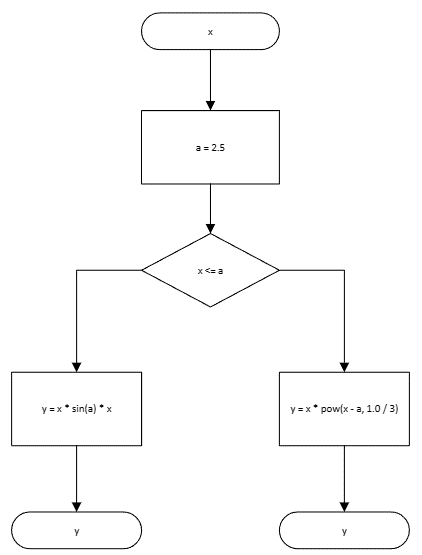 x
a = 2.5
x <= a
y = x * sin(a) * x
y = x * pow(x - a, 1.0 / 3)
y
y